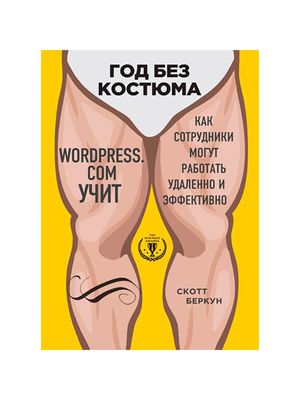 ГОД БЕЗ
КОСТЮМА
WORDPRESS.
COM
УЧИТ
КАК
СОТРУДНИКИ
МОГУТ
РАБОТАТЬ
УДАЛЕННО И
ЭФФЕКТИВНО
СКОТТ
БЕРКУН